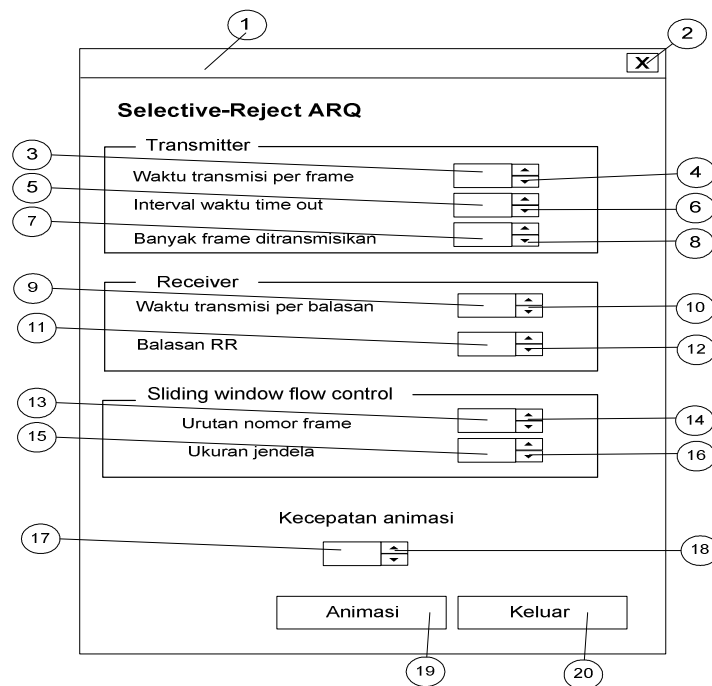 1
2
X
Selective-Reject ARQ
Transmitter
3
Waktu transmisi per frame
4
5
Interval waktu time out
6
7
Banyak frame ditransmisikan
8
Receiver
9
Waktu transmisi per balasan
10
11
Balasan RR
12
Sliding window flow control
13
Urutan nomor frame
14
15
Ukuran jendela
16
Kecepatan animasi
17
18
Animasi
Keluar
19
20